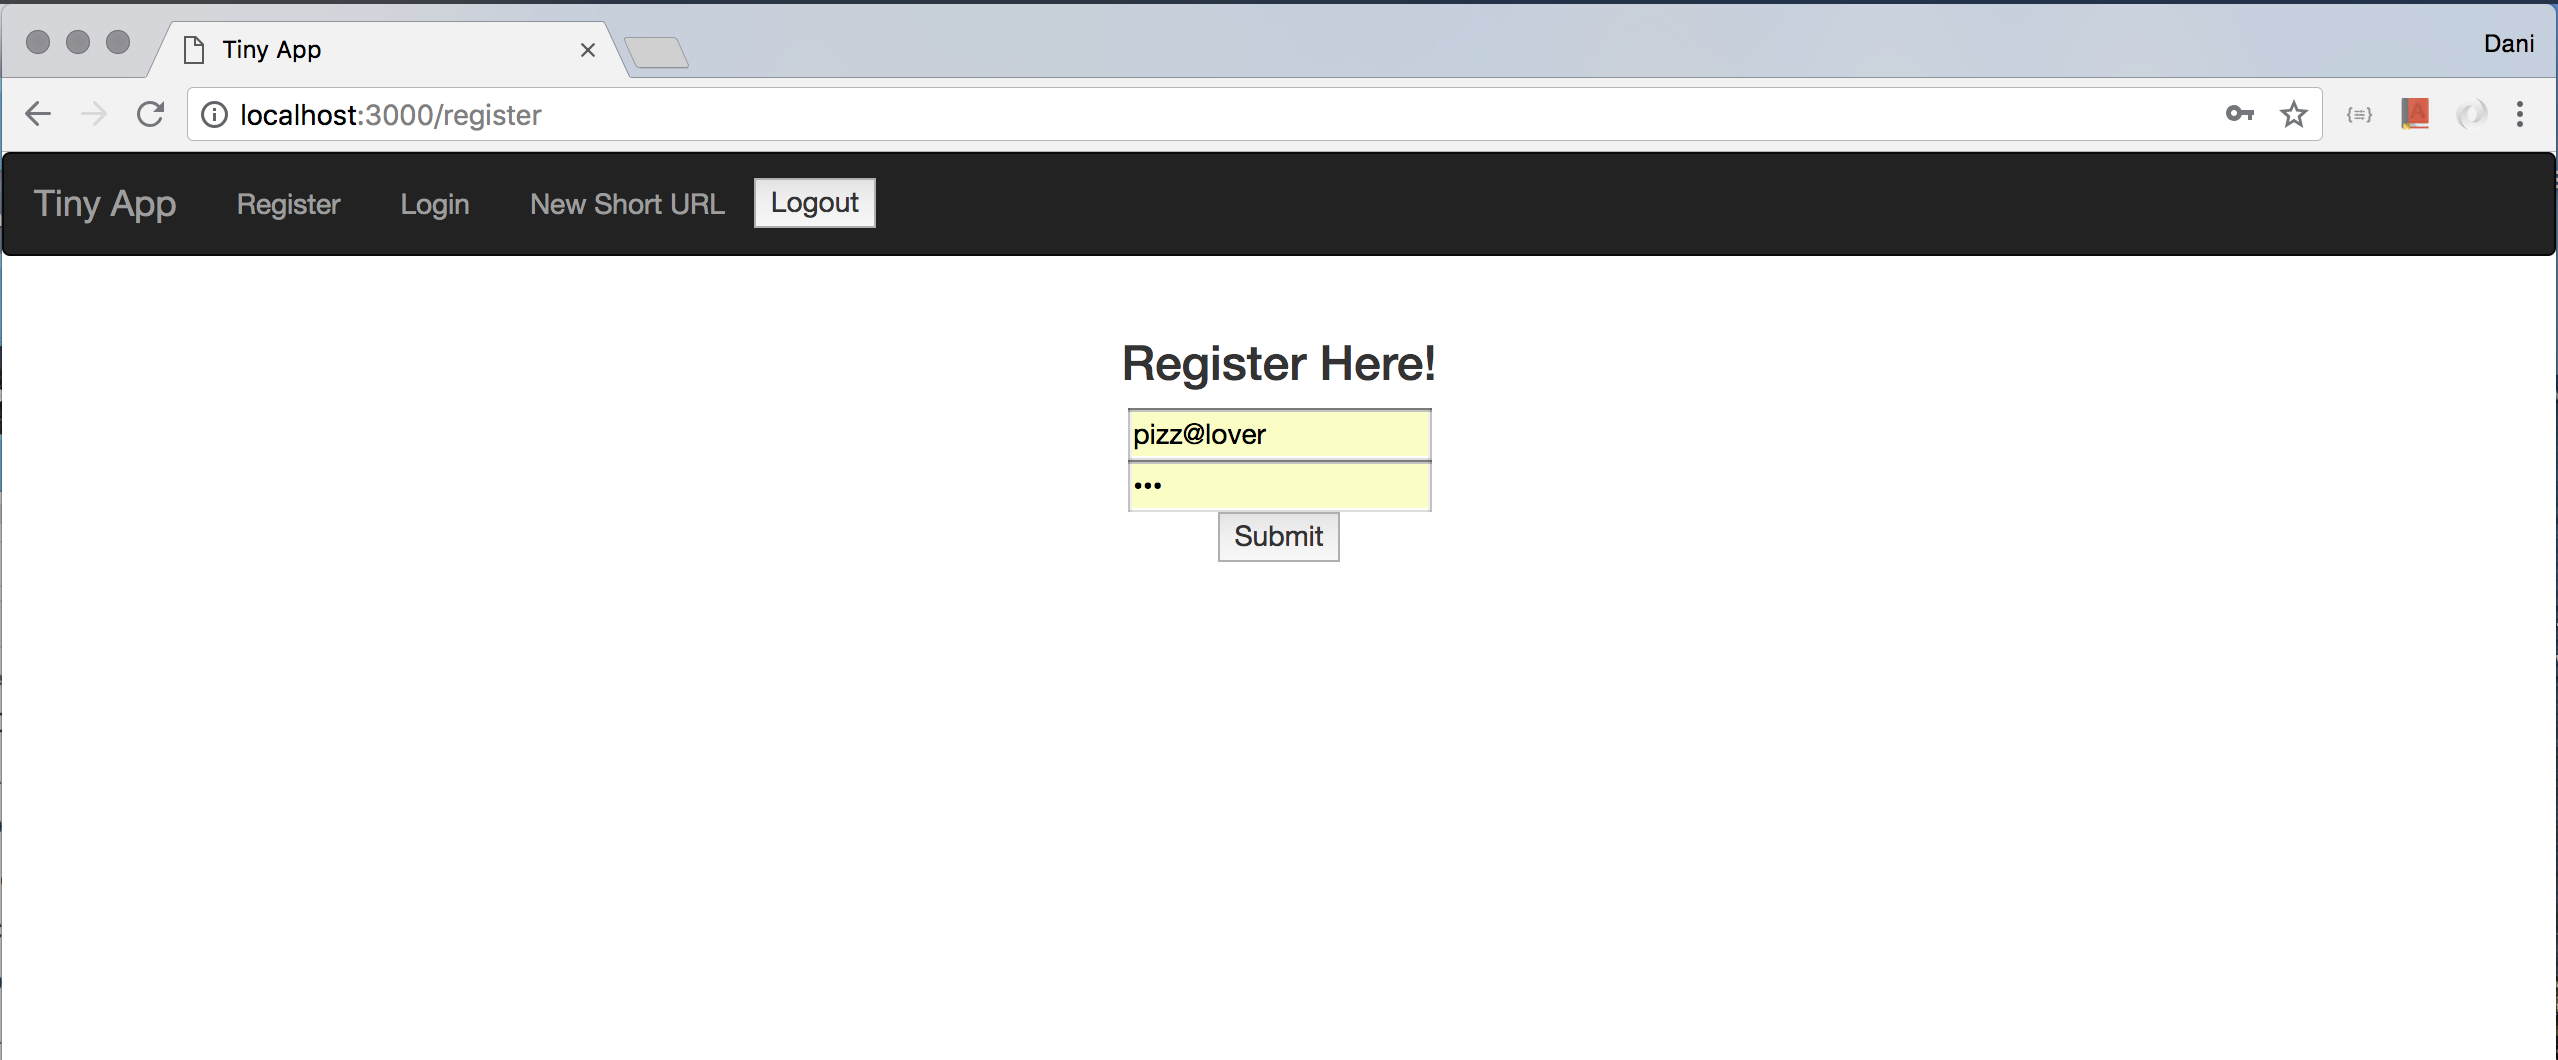 Tiny App
Dani
localhost:3000/register
Tiny App Register Login New Short URL Logout
Register Here!
pizz@lover
•••
Submit